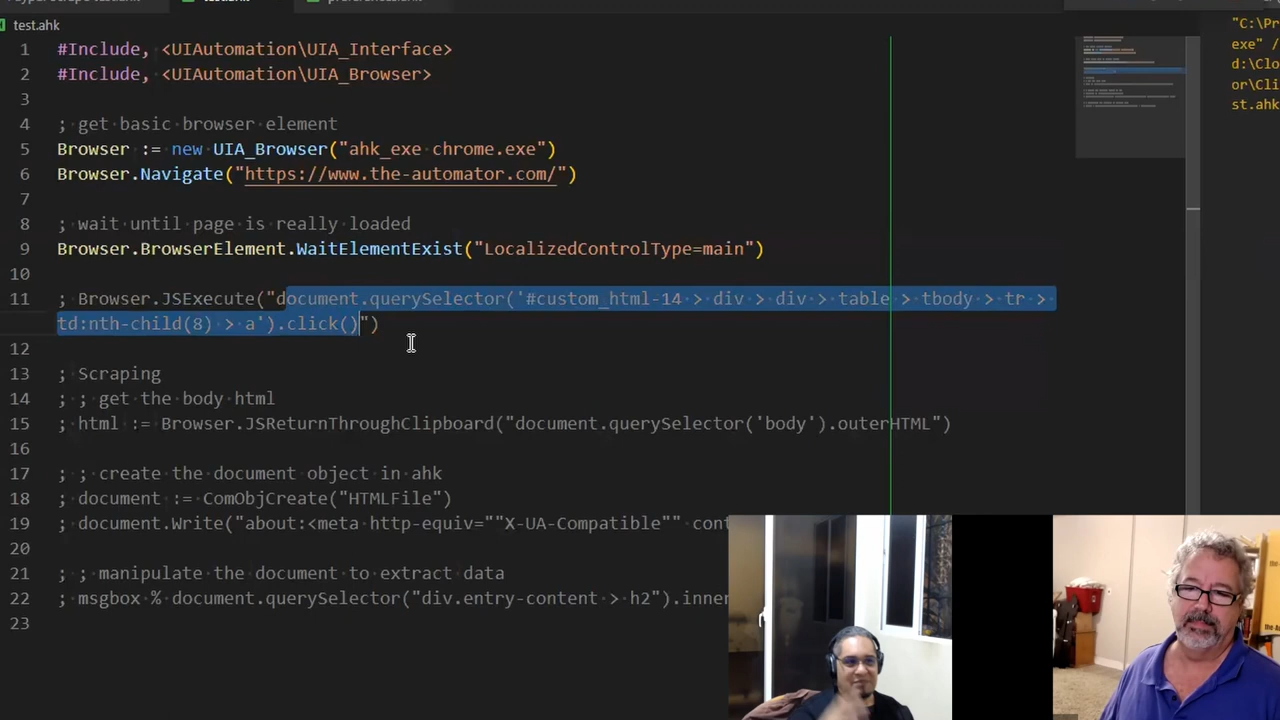 test.ahk
1 #Include, <UIAutomation\UIA_Interface>
2 #Include, <UIAutomation\UIA_Browser>
3
4 ; get basic browser element
5 Browser := new UIA_Browser("ahk_exe chrome.exe")
6 Browser.Navigate("https://www.the-automator.com/")
7
8 ; wait until page is really loaded
9 Browser.BrowserElement.WaitElementExist("LocalizedControlType=main")
10
11 ; Browser.JSExecute("document.querySelector('#custom_html-14 > div > div > table > tbody > tr >
td:nth-child(8) > a').click()")
12
13 ; Scraping
14 ; ; get the body html
15 ; html := Browser.JSReturnThroughClipboard("document.querySelector('body').outerHTML")
16
17 ; ; create the document object in ahk
18 ; document := ComObjCreate("HTMLFile")
19 ; document.Write("about:<meta http-equiv=""X-UA-Compatible"" cont
20
21 ; ; manipulate the document to extract data
22 ; msgbox % document.querySelector("div.entry-content > h2").inner
23
"C:\Pr
exe" /
d:\Clo
or\Cli
st.ahk